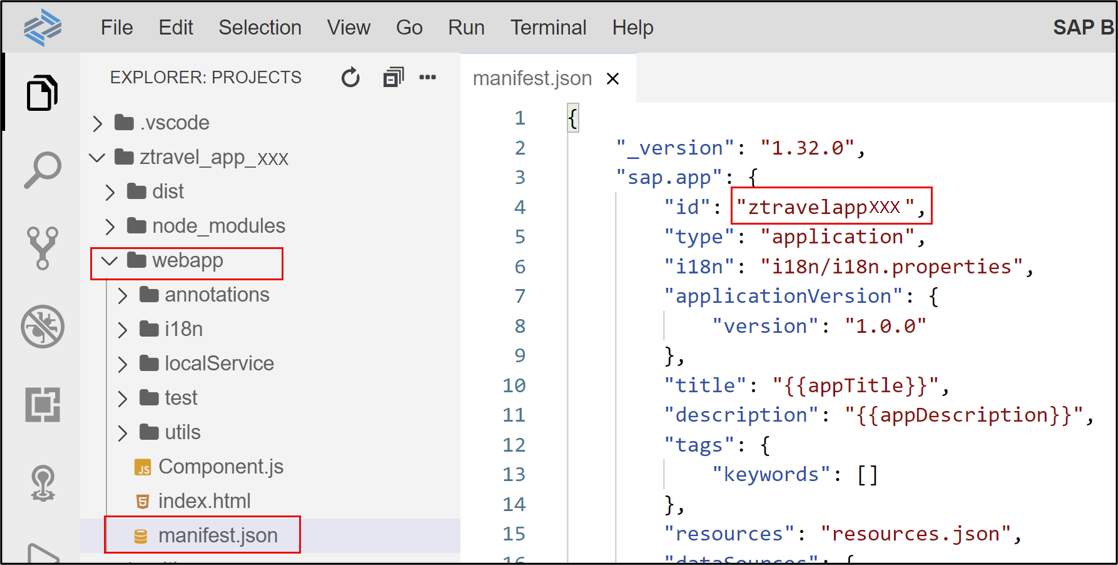 File Edit Selection View Go Run Terminal Help SAP B
EXPLORER: PROJECTS
.vscode
ztravel_app_xxx
dist
node_modules
webapp
annotations
i18n
localService
test
utils
Component.js
index.html
manifest.json
manifest.json
1 {
2 "_version": "1.32.0",
3 "sap.app": {
4 "id": "ztravelappXXX ",
5 "type": "application",
6 "i18n": "i18n/i18n.properties",
7 "applicationVersion": {
8 "version": "1.0.0"
9 },
10 "title": "{{appTitle}}",
11 "description": "{{appDescription}}",
12 "tags": {
13 "keywords": []
14 },
15 "resources": "resources.json",
16 "dataSources": {